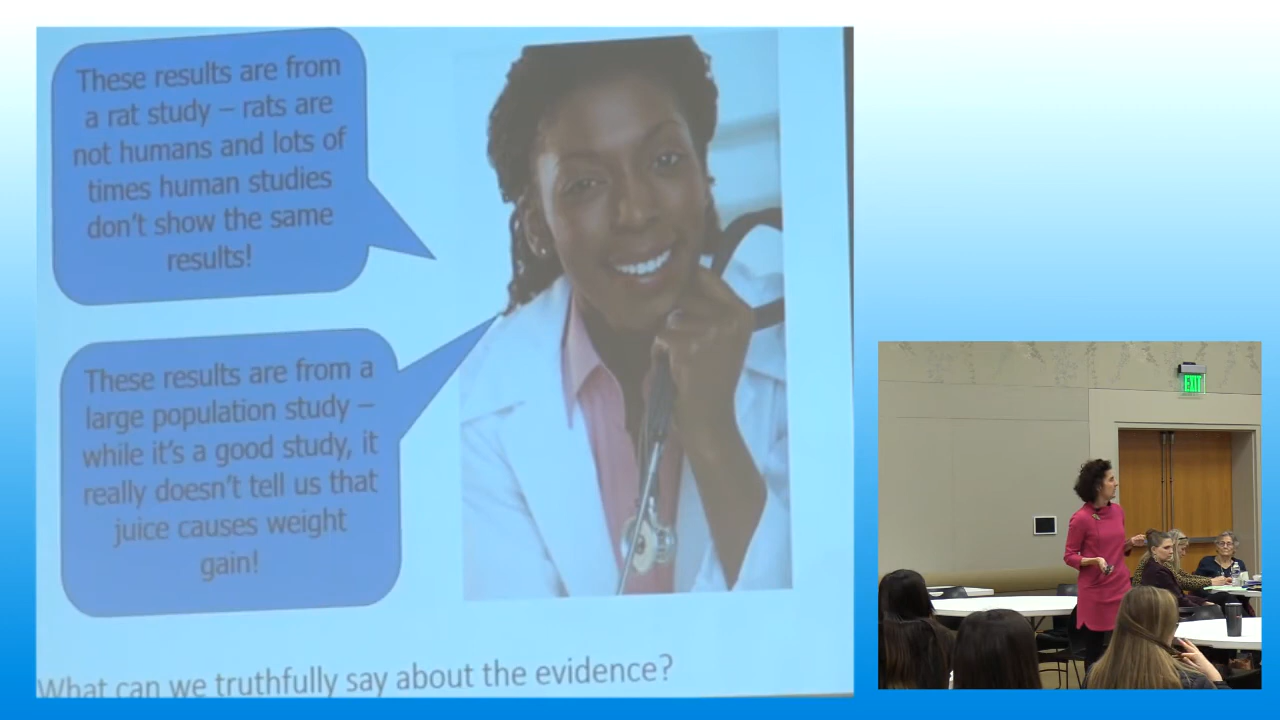 These results are from
a rat study – rats are
not humans and lots of
times human studies
don't show the same
results!
These results are from a
large population study –
while it's a good study, it
really doesn't tell us that
juice causes weight
gain!
What can we truthfully say about the evidence?
EXIT